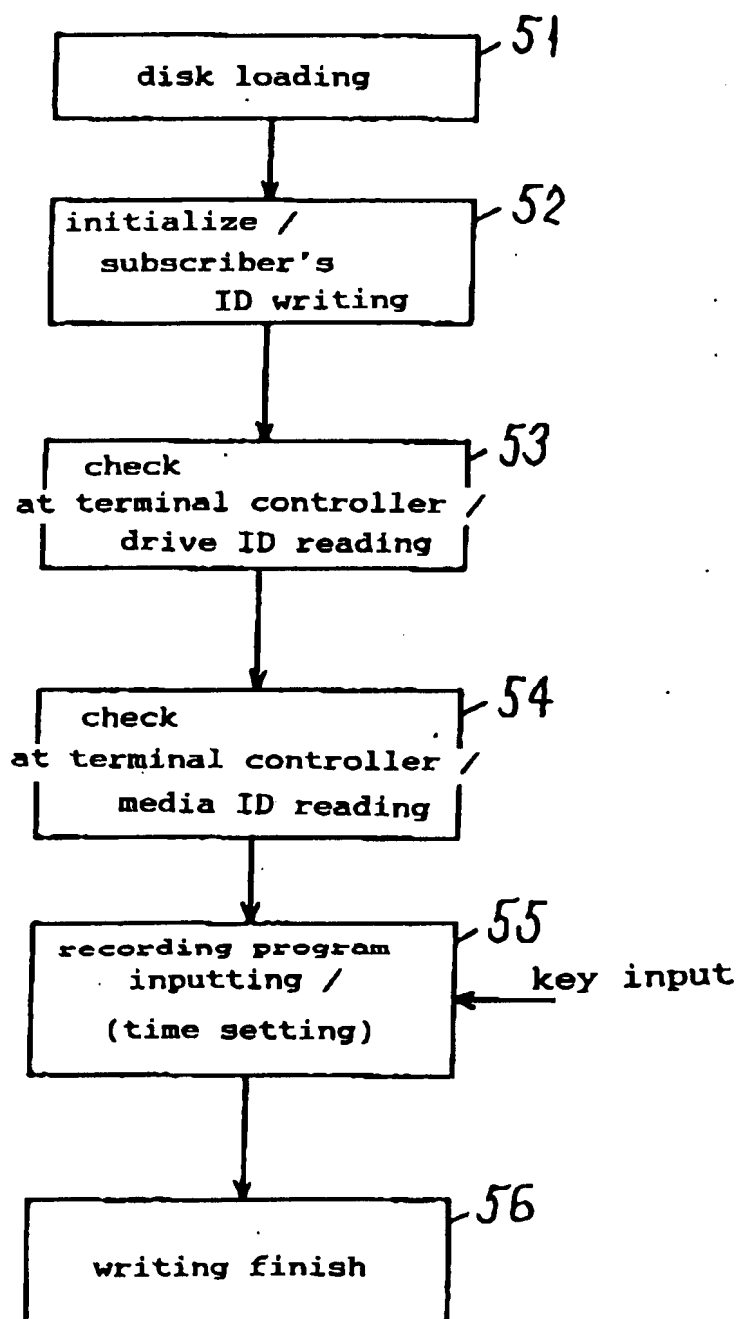 51
disk loading
52
initialize /
subscriber's
ID writing
53
check
at terminal controller /
drive ID reading
54
check
at terminal controller /
media ID reading
55
recording program
inputting /
key input
(time setting)
56
writing finish